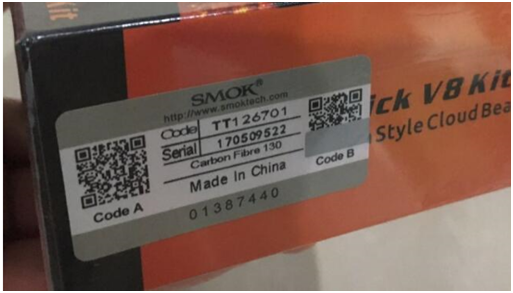 SMOK®
http://www.smoktech.com
Code TT126701
Serial 170509522
Carbon Fibre 130
Made In China
01387440
Code A
Code B
ick V8 Kit
Style Cloud Bea
Kit